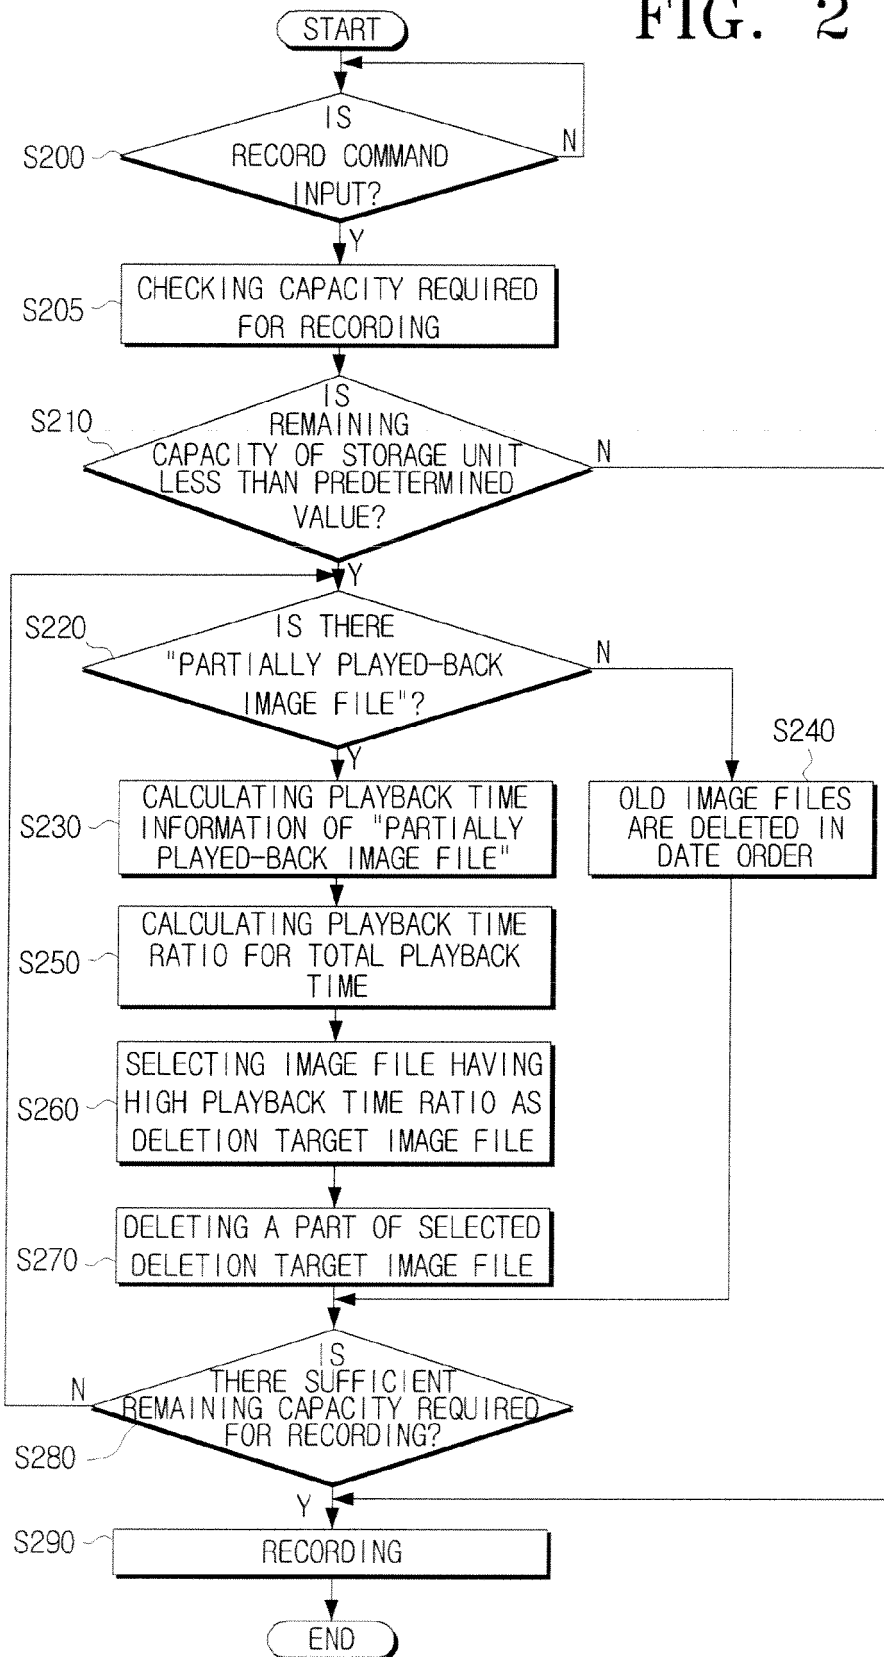 FIG. 2
START
IS
RECORD COMMAND
INPUT?
S200
N
Y
CHECKING CAPACITY REQUIRED
FOR RECORDING
S205
IS
REMAINING
CAPACITY OF STORAGE UNIT
LESS THAN PREDETERMINED
VALUE?
S210
N
Y
IS THERE
"PARTIALLY PLAYED-BACK
IMAGE FILE"?
S220
N
Y
S240
OLD IMAGE FILES
ARE DELETED IN
DATE ORDER
CALCULATING PLAYBACK TIME
INFORMATION OF "PARTIALLY
PLAYED-BACK IMAGE FILE"
S230
CALCULATING PLAYBACK TIME
RATIO FOR TOTAL PLAYBACK
TIME
S250
SELECTING IMAGE FILE HAVING
HIGH PLAYBACK TIME RATIO AS
DELETION TARGET IMAGE FILE
S260
DELETING A PART OF SELECTED
DELETION TARGET IMAGE FILE
S270
IS
THERE SUFFICIENT
REMAINING CAPACITY REQUIRED
FOR RECORDING?
N
S280
Y
S290
RECORDING
END